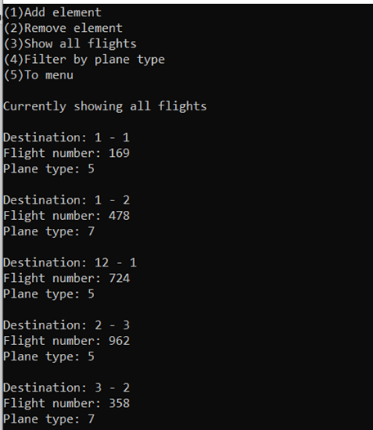 (1)Add element
(2)Remove element
(3)Show all flights
(4)Filter by plane type
(5)To menu
Currently showing all flights
Destination: 1 - 1
Flight number: 169
Plane type: 5
Destination: 1 - 2
Flight number: 478
Plane type: 7
Destination: 12 - 1
Flight number: 724
Plane type: 5
Destination: 2 - 3
Flight number: 962
Plane type: 5
Destination: 3 - 2
Flight number: 358
Plane type: 7